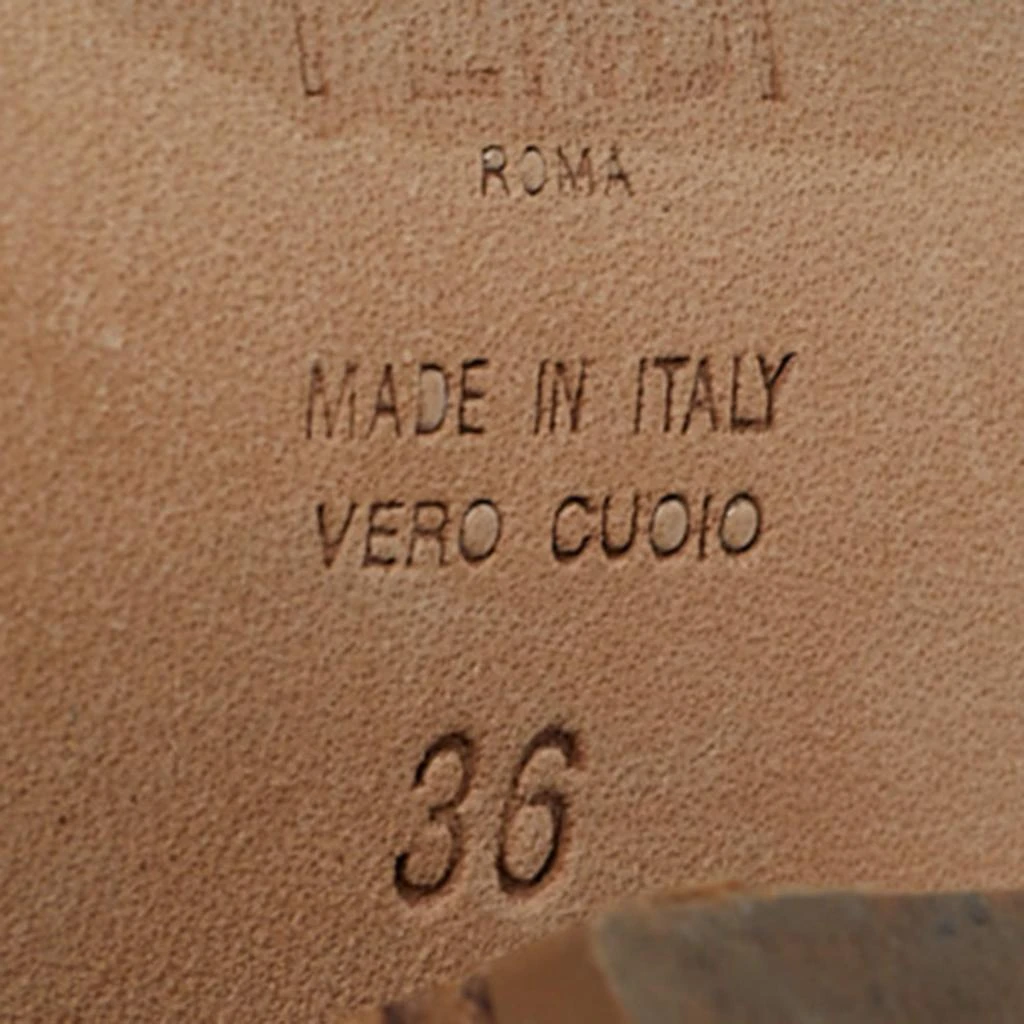 ROMA
MADE IN ITALY
VERO CUOIO
36